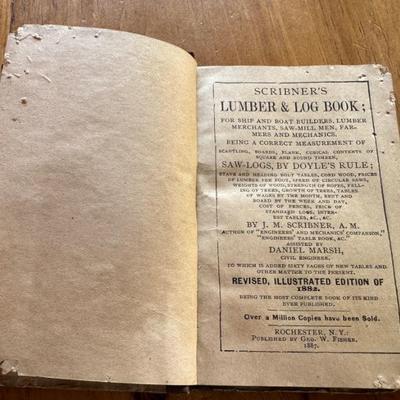 SCRIBNER'S
LUMBER & LOG BOOK;
FOR SHIP AND BOAT BUILDERS, LUMBER
MERCHANTS, SAW-MILL MEN, FAR-
MERS AND MECHANICS.
BEING A CORRECT MEASUREMENT OF
SCANTLING, BOARDS, PLANK, CUBICAL CONTENTS OF
SQUARE AND ROUND TIMBER,
SAW-LOGS, BY DOYLE'S RULE;
STAVE AND HEADING BOLT TABLES, CORD WOOD, PRICES
OF LUMBER PER FOOT, SPEED OF CIRCULAR SAWS,
WEIGHTS OF WOOD, STRENGTH OF ROPES, FELL-
ING OF TREES, GROWTH OF TREES, TABLES
OF WAGES BY THE MONTH, RENT AND
BOARD BY THE WEEK AND DAY,
COST OF FENCES, PRICE OF
STANDARD LOGS, INTER-
EST TABLES, &C., &C.
BY J. M. SCRIBNER, A. M.
AUTHOR OF "ENGINEERS' AND MECHANICS' COMPANION,"
"ENGINEERS' TABLE BOOK, &C."
ASSISTED BY
DANIEL MARSH,
CIVIL ENGINEER.
TO WHICH IS ADDED SIXTY PAGES OF NEW TABLES AND
OTHER MATTER TO THE PRESENT.
REVISED, ILLUSTRATED EDITION OF
1882.
BEING THE MOST COMPLETE BOOK OF ITS KIND
EVER PUBLISHED.
Over a Million Copies have been Sold.
ROCHESTER, N.Y.:
PUBLISHED BY GEO. W. FISHER.
1887.